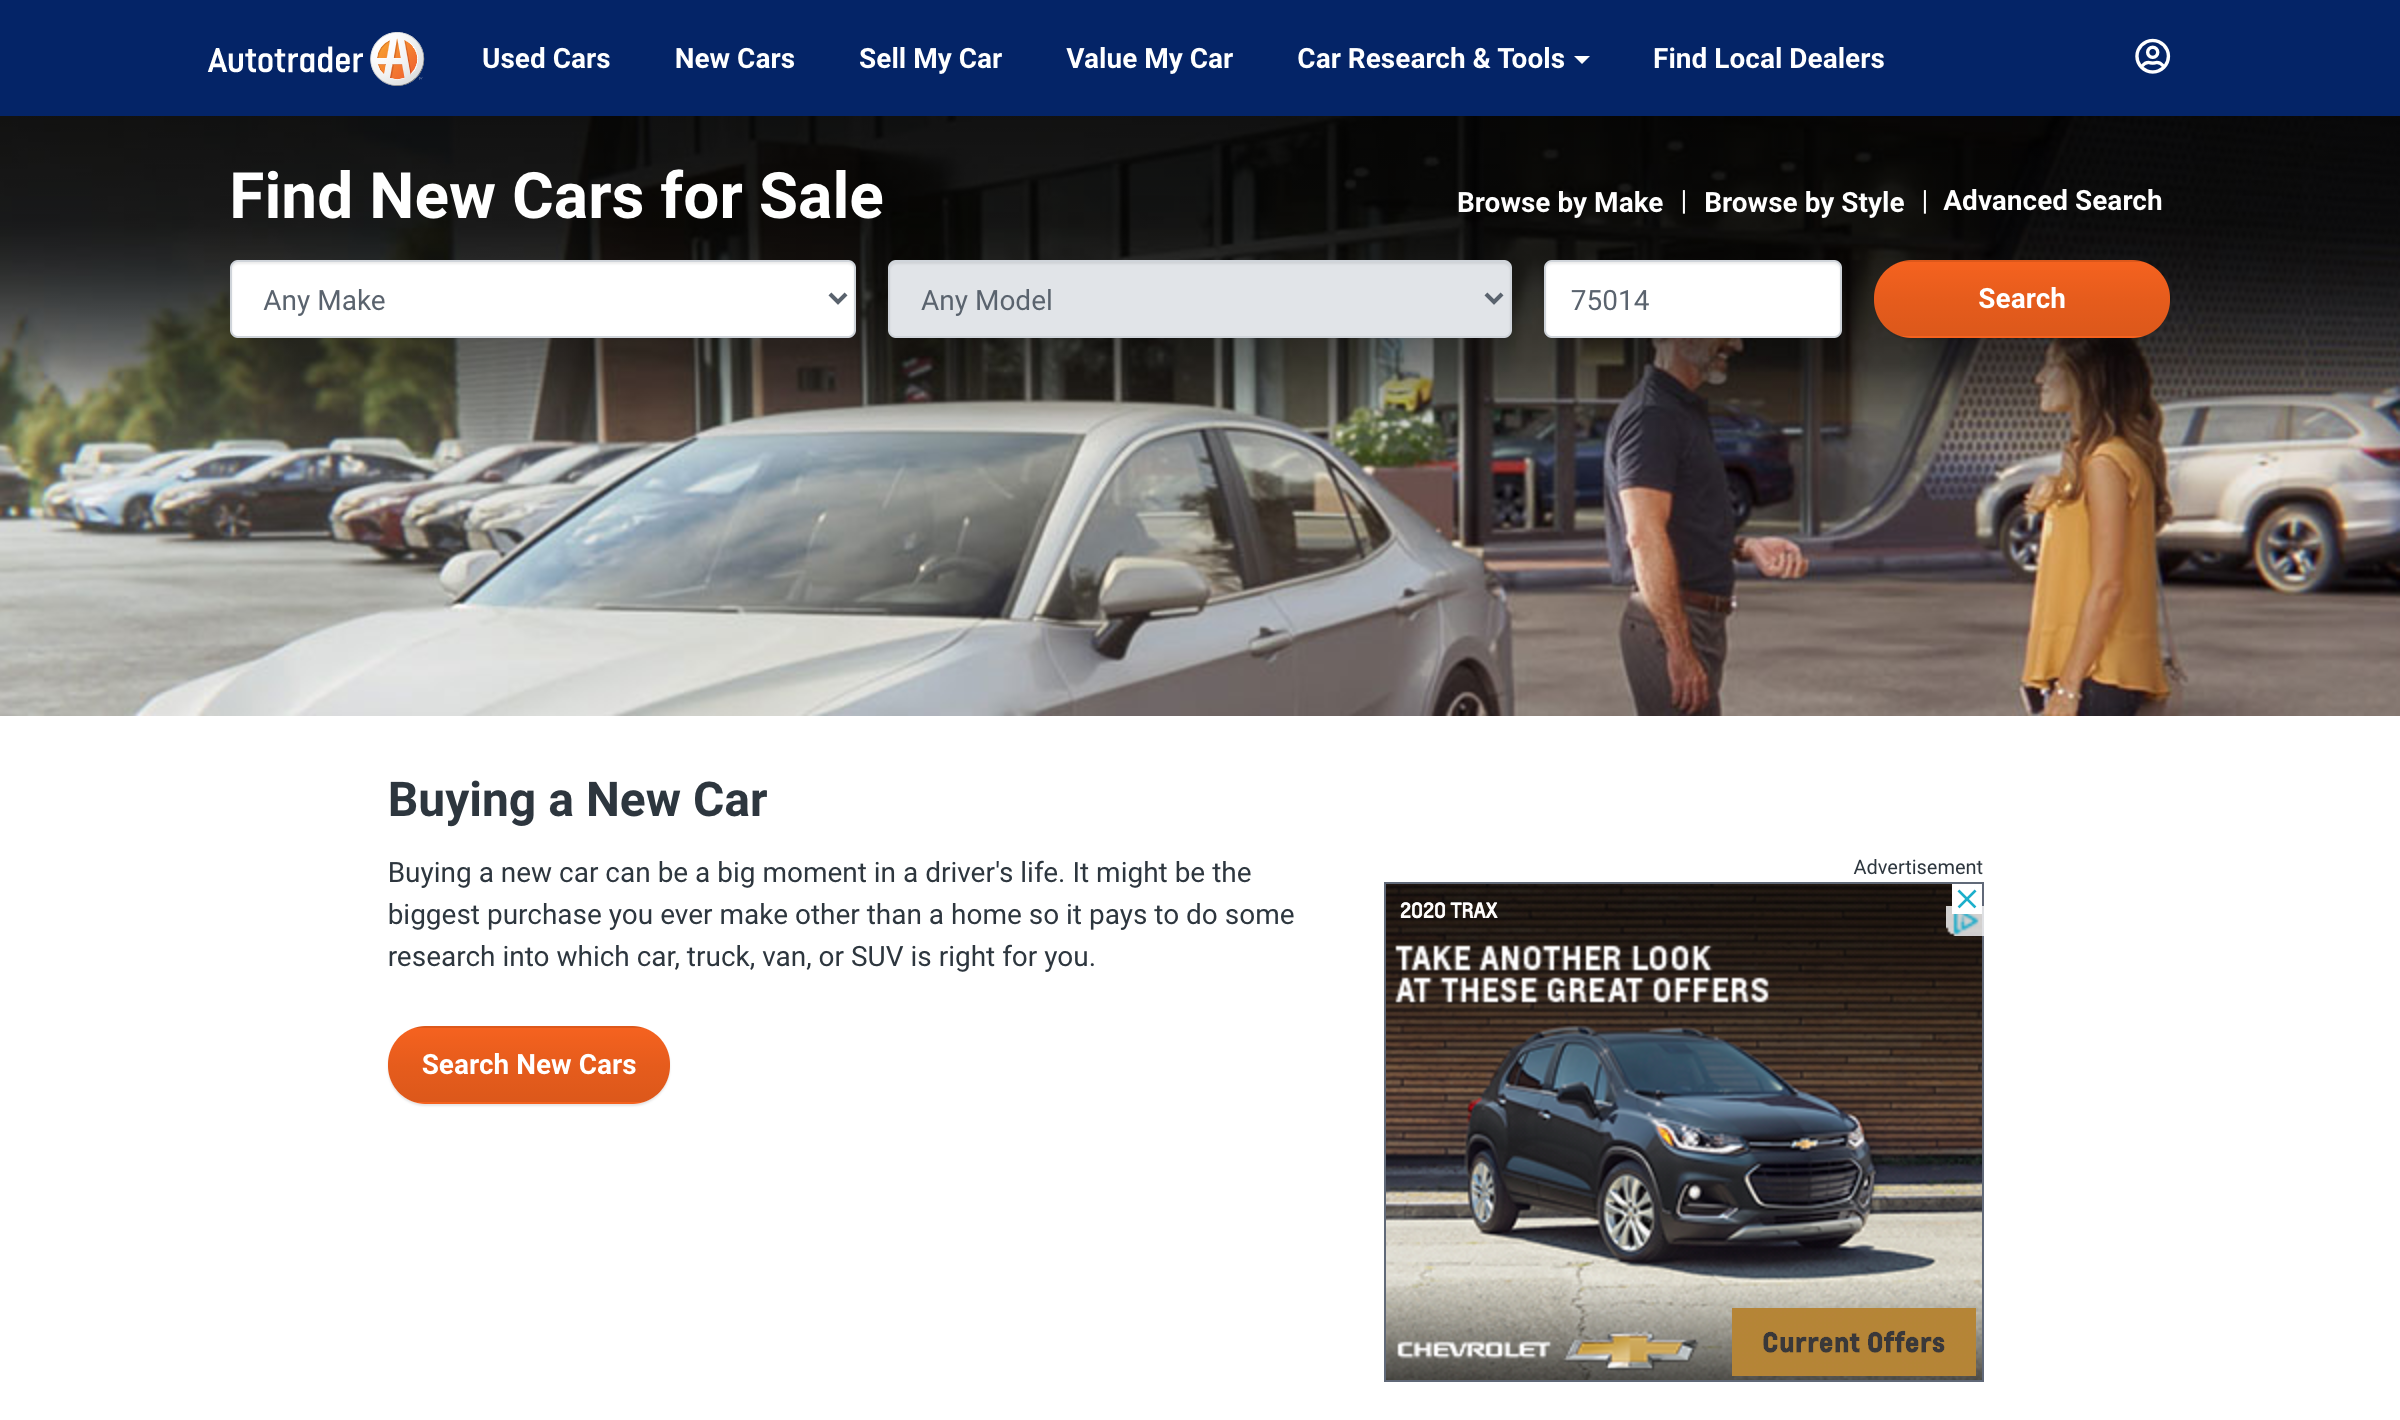 Autotrader
Used Cars
New Cars
Sell My Car
Value My Car
Car Research & Tools
Find Local Dealers
Find New Cars for Sale
Browse by Make | Browse by Style | Advanced Search
Any Make
Any Model
75014
Search
Buying a New Car
Buying a new car can be a big moment in a driver's life. It might be the
biggest purchase you ever make other than a home so it pays to do some
research into which car, truck, van, or SUV is right for you.
Search New Cars
Advertisement
2020 TRAX
TAKE ANOTHER LOOK
AT THESE GREAT OFFERS
CHEVROLET
Current Offers